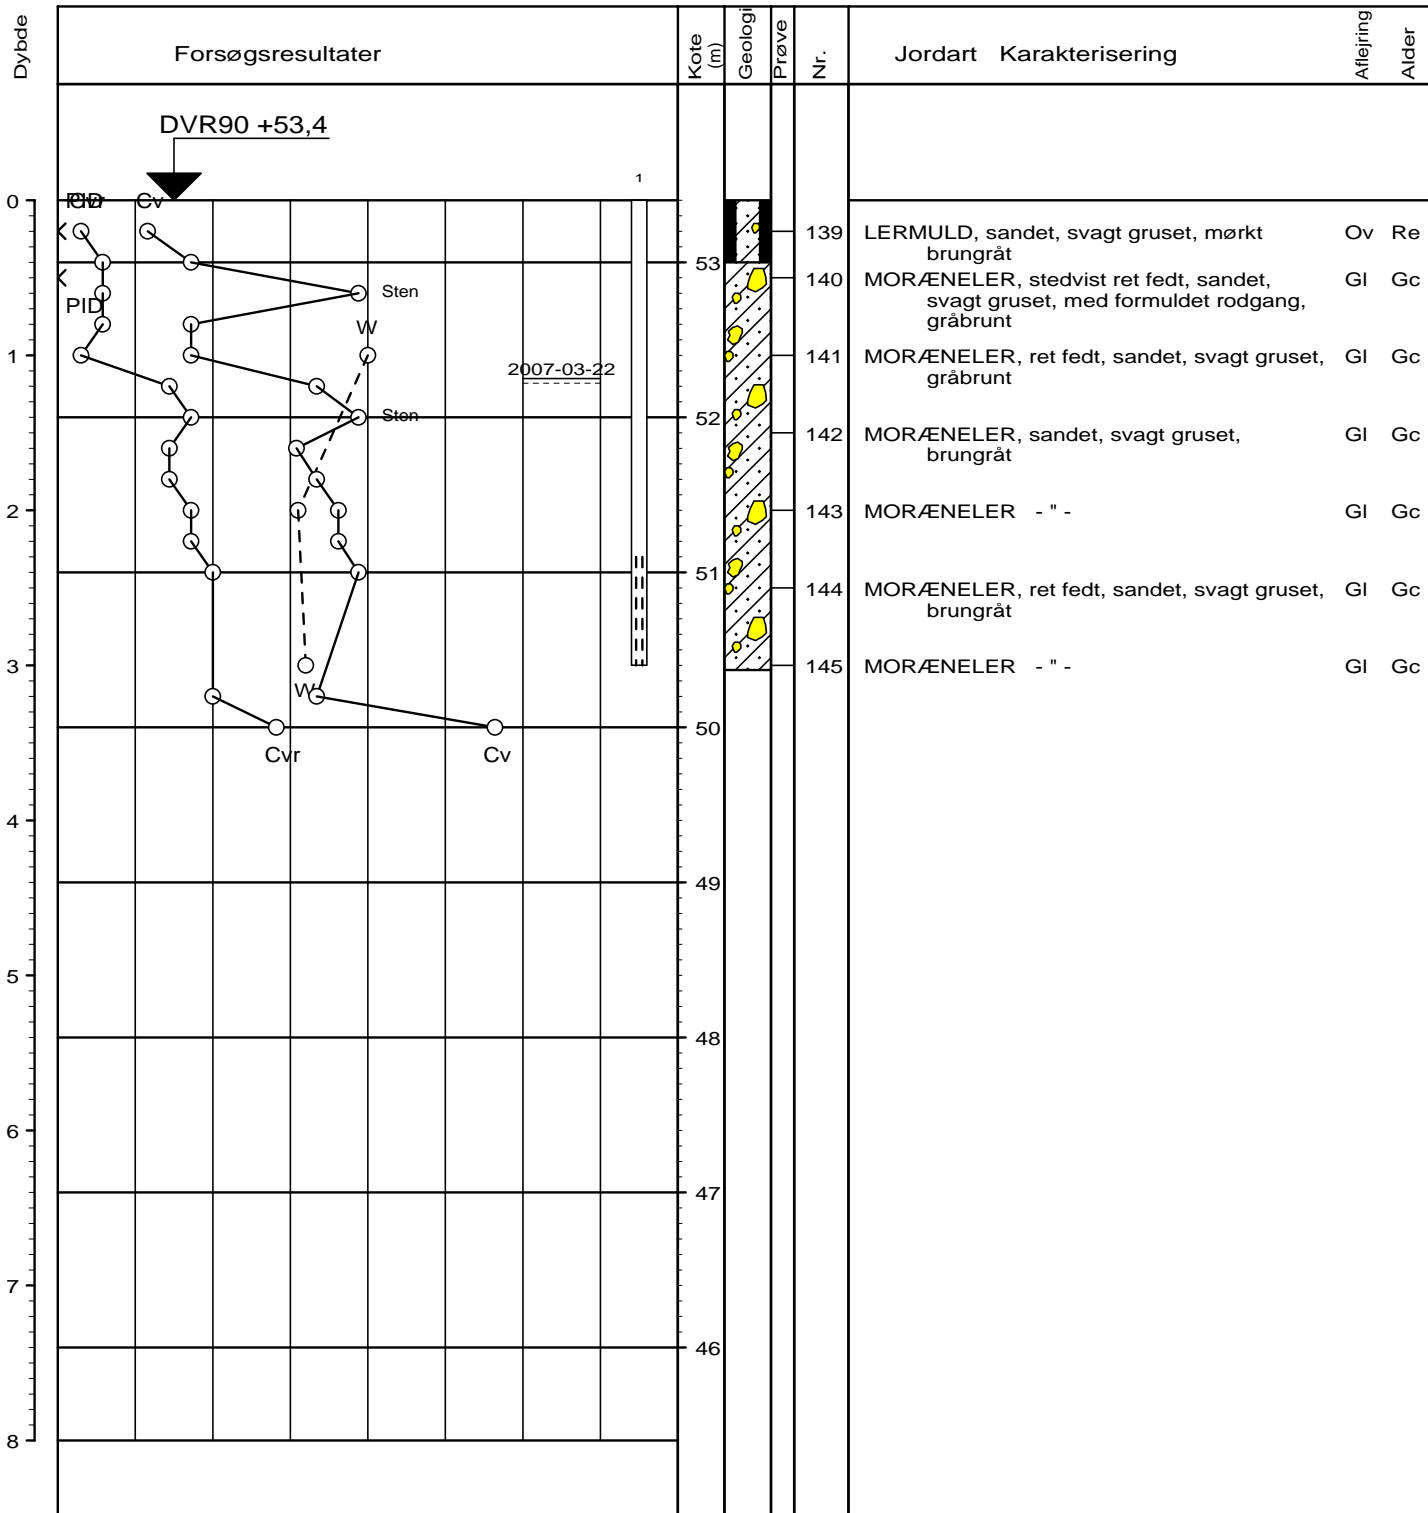 Dybde
Forsøgsresultater
Kote
(m)
Geologi
Prøve
Nr.
Jordart Karakterisering
Aflejring
Alder
DVR90 +53,4
1
0
PID
Cvr
Cv
139 LERMULD, sandet, svagt gruset, mørkt Ov Re
brungråt
53
140 MORÆNELER, stedvist ret fedt, sandet, Gl Gc
svagt gruset, med formuldet rodgang,
gråbrunt
Sten
PID
W
1
141 MORÆNELER, ret fedt, sandet, svagt gruset, Gl Gc
gråbrunt
2007-03-22
Sten
52
142 MORÆNELER, sandet, svagt gruset, Gl Gc
brungråt
2
143 MORÆNELER - " - Gl Gc
51
144 MORÆNELER, ret fedt, sandet, svagt gruset, Gl Gc
brungråt
3
145 MORÆNELER - " - Gl Gc
W
50
Cvr
Cv
4
49
5
48
6
47
7
46
8